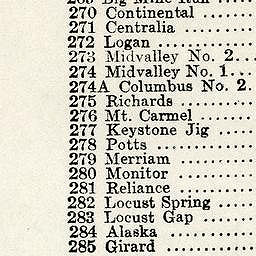 269 Big Mine Run ........
270 Continental ........
271 Centralia ........
272 Logan ........
273 Midvalley No. 2...
274 Midvalley No. 1...
274A Columbus No. 2.
275 Richards ........
276 Mt. Carmel ......
277 Keystone Jig .....
278 Potts ...........
279 Merriam ........
280 Monitor ........
281 Reliance ........
282 Locust Spring ....
283 Locust Gap .....
284 Alaska .........
285 Girard .........